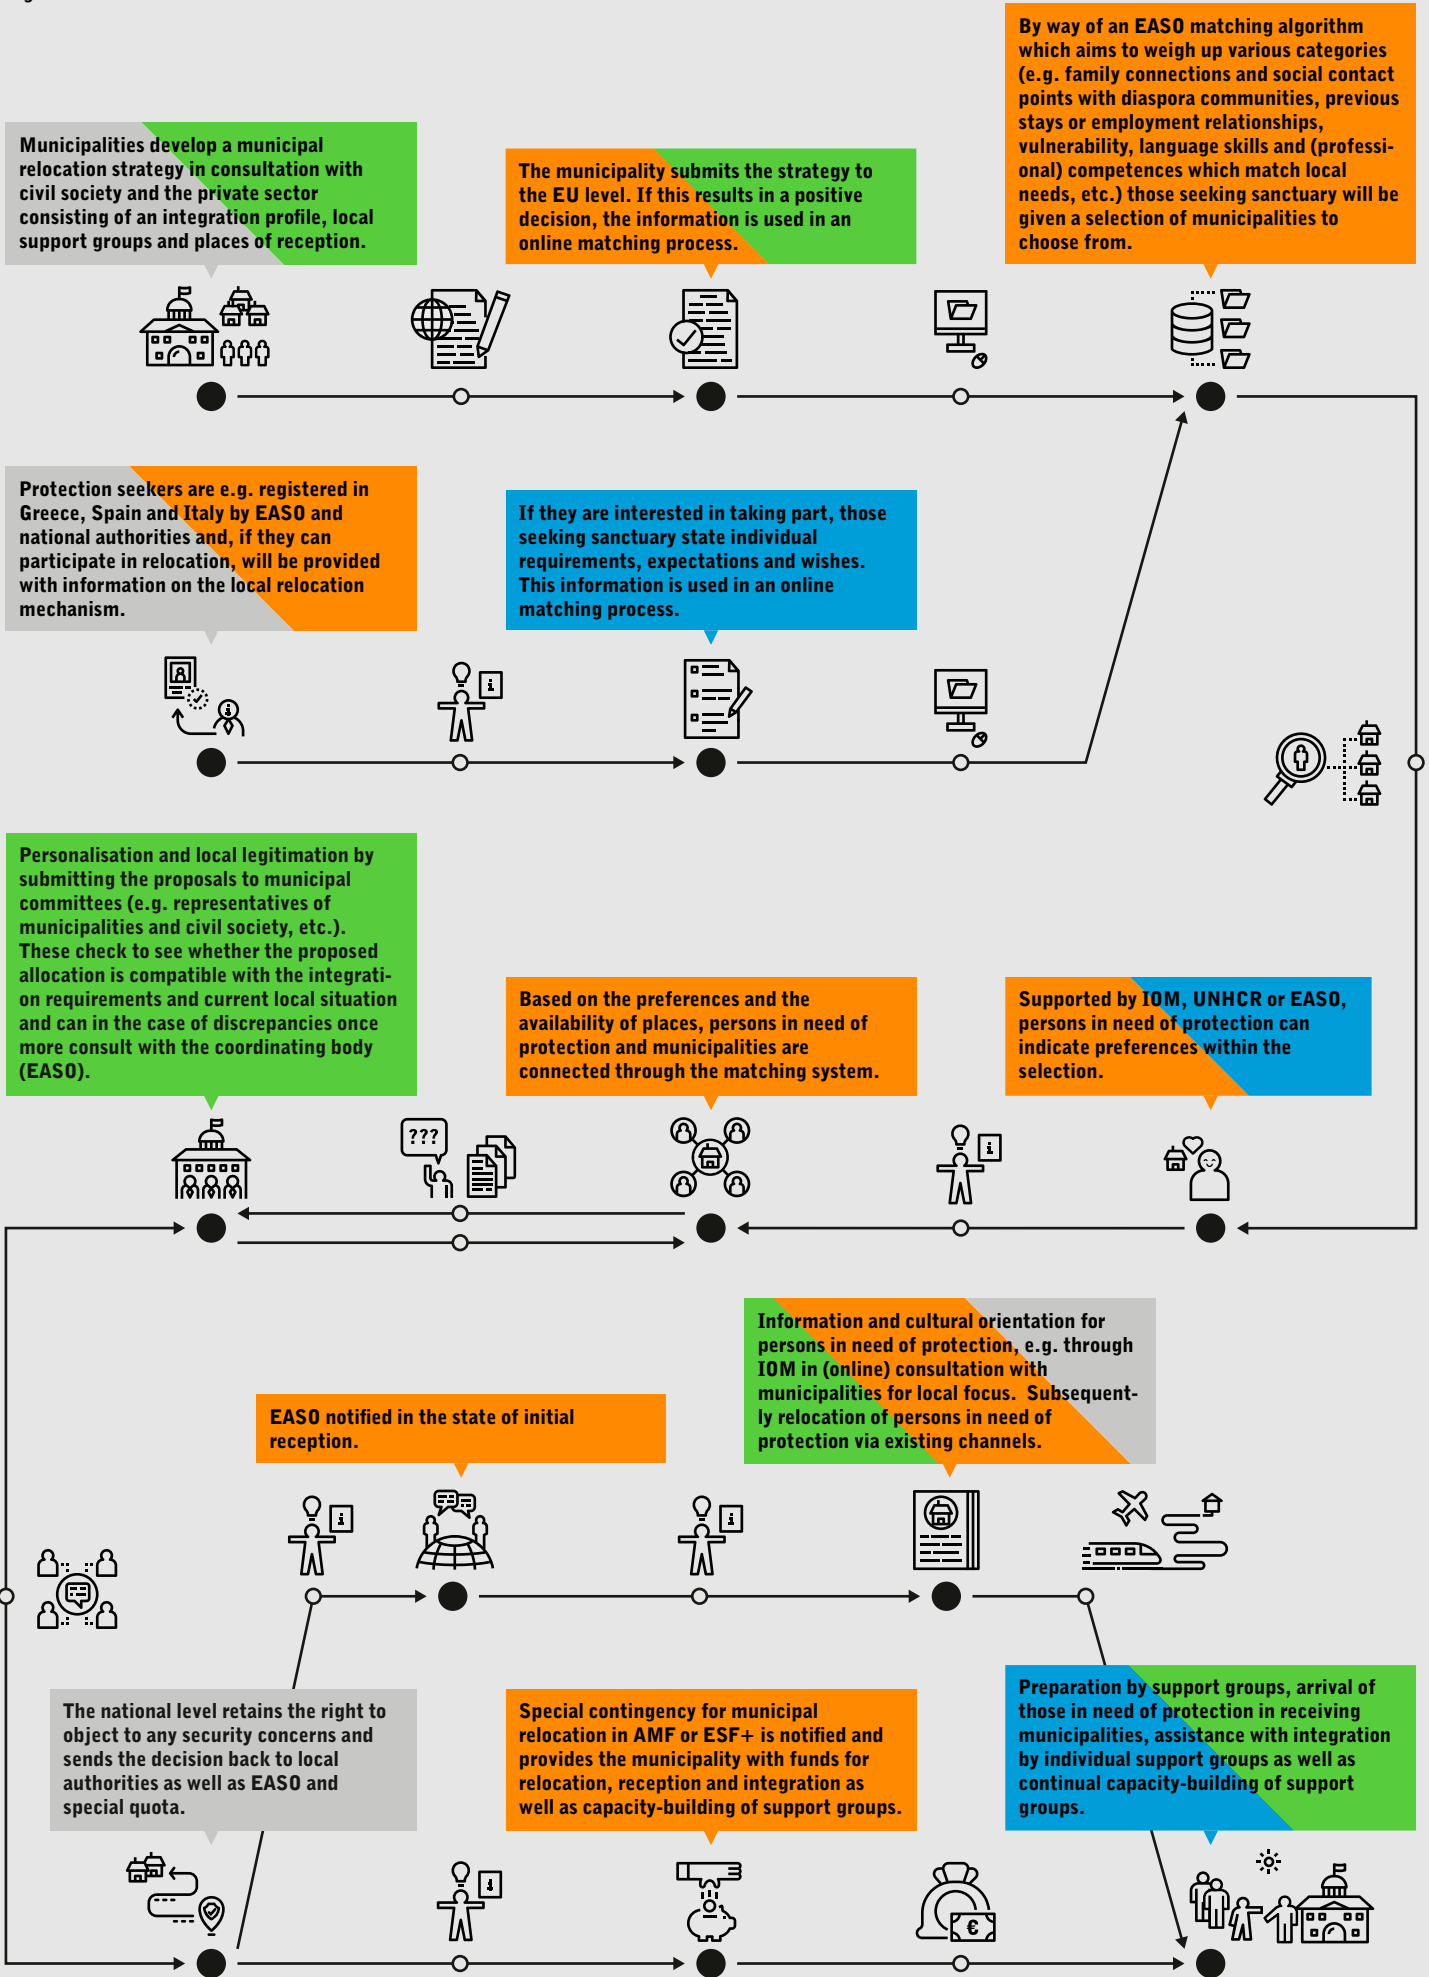 By way of an EASO matching algorithm
which aims to weigh up various categories
(e.g. family connections and social contact
points with diaspora communities, previous
stays or employment relationships,
vulnerability, language skills and (professi-
onal) competences which match local
needs, etc.) those seeking sanctuary will be
given a selection of municipalities to
choose from.
Municipalities develop a municipal
relocation strategy in consultation with
civil society and the private sector
consisting of an integration profile, local
support groups and places of reception.
The municipality submits the strategy to
the EU level. If this results in a positive
decision, the information is used in an
online matching process.
Protection seekers are e.g. registered in
Greece, Spain and Italy by EASO and
national authorities and, if they can
participate in relocation, will be provided
with information on the local relocation
mechanism.
If they are interested in taking part, those
seeking sanctuary state individual
requirements, expectations and wishes.
This information is used in an online
matching process.
i
i
Personalisation and local legitimation by
submitting the proposals to municipal
committees (e.g. representatives of
municipalities and civil society, etc.).
These check to see whether the proposed
allocation is compatible with the integrati-
on requirements and current local situation
and can in the case of discrepancies once
more consult with the coordinating body
(EASO).
Based on the preferences and the
availability of places, persons in need of
protection and municipalities are
connected through the matching system.
Supported by IOM, UNHCR or EASO,
persons in need of protection can
indicate preferences within the
selection.
???
i
Information and cultural orientation for
persons in need of protection, e.g. through
IOM in (online) consultation with
municipalities for local focus. Subsequent-
ly relocation of persons in need of
protection via existing channels.
EASO notified in the state of initial
reception.
i
i
The national level retains the right to
object to any security concerns and
sends the decision back to local
authorities as well as EASO and
special quota.
Special contingency for municipal
relocation in AMF or ESF+ is notified and
provides the municipality with funds for
relocation, reception and integration as
well as capacity-building of support groups.
Preparation by support groups, arrival of
those in need of protection in receiving
municipalities, assistance with integration
by individual support groups as well as
continual capacity-building of support
groups.
i
€